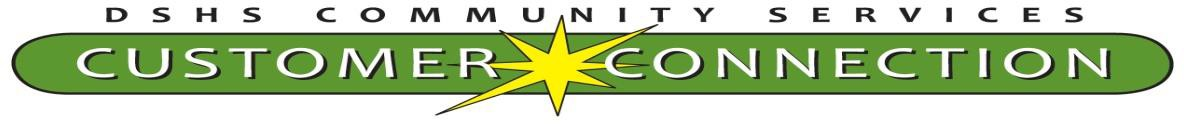 DSHS COMMUNITY SERVICES
CUSTOMER CONNECTION